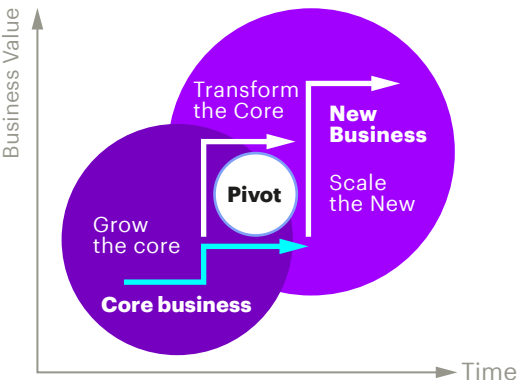 Business Value
Transform
the Core
New
Business
Pivot
Scale
the New
Grow
the core
Core business
Time